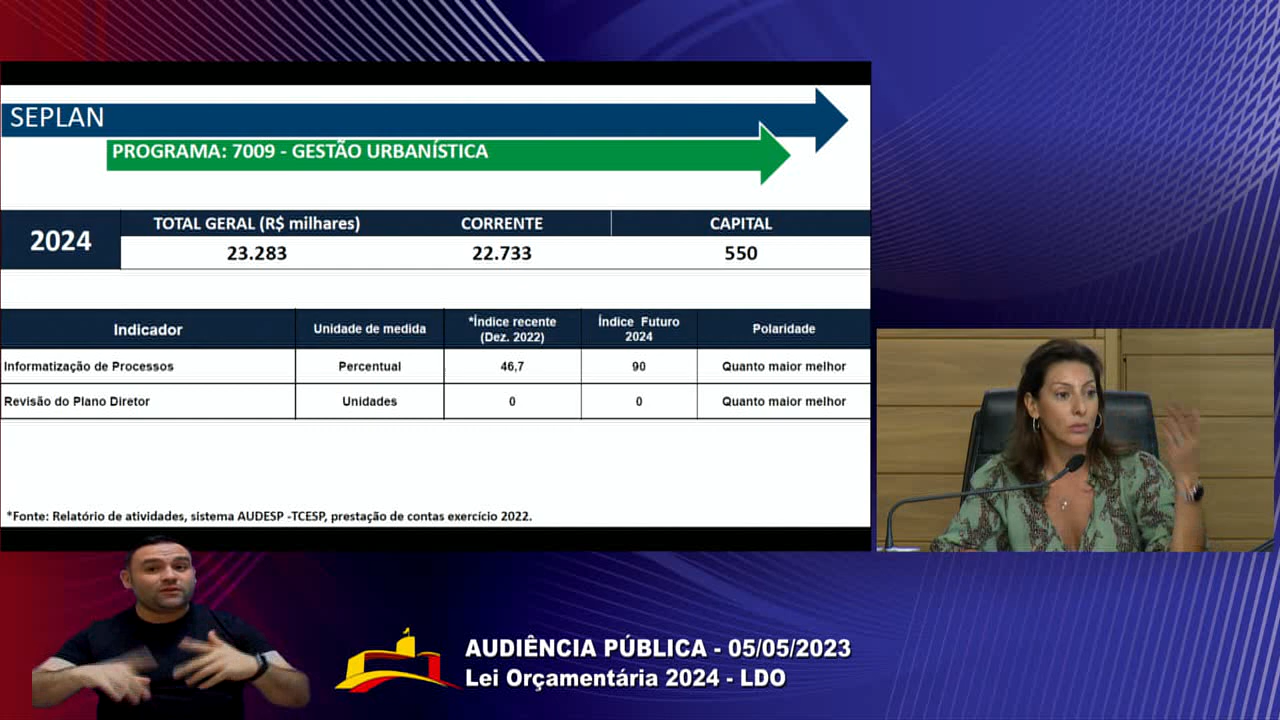 SEPLAN
PROGRAMA: 7009 - GESTÃO URBANÍSTICA
2024
TOTAL GERAL (R$ milhares) CORRENTE CAPITAL
23.283 22.733 550
Indicador Unidade de medida *Índice recente (Dez. 2022) Índice Futuro 2024 Polaridade
Informatização de Processos Percentual 46,7 90 Quanto maior melhor
Revisão do Plano Diretor Unidades 0 0 Quanto maior melhor
*Fonte: Relatório de atividades, sistema AUDESP -TCESP, prestação de contas exercício 2022.
AUDIÊNCIA PÚBLICA - 05/05/2023
Lei Orçamentária 2024 - LDO